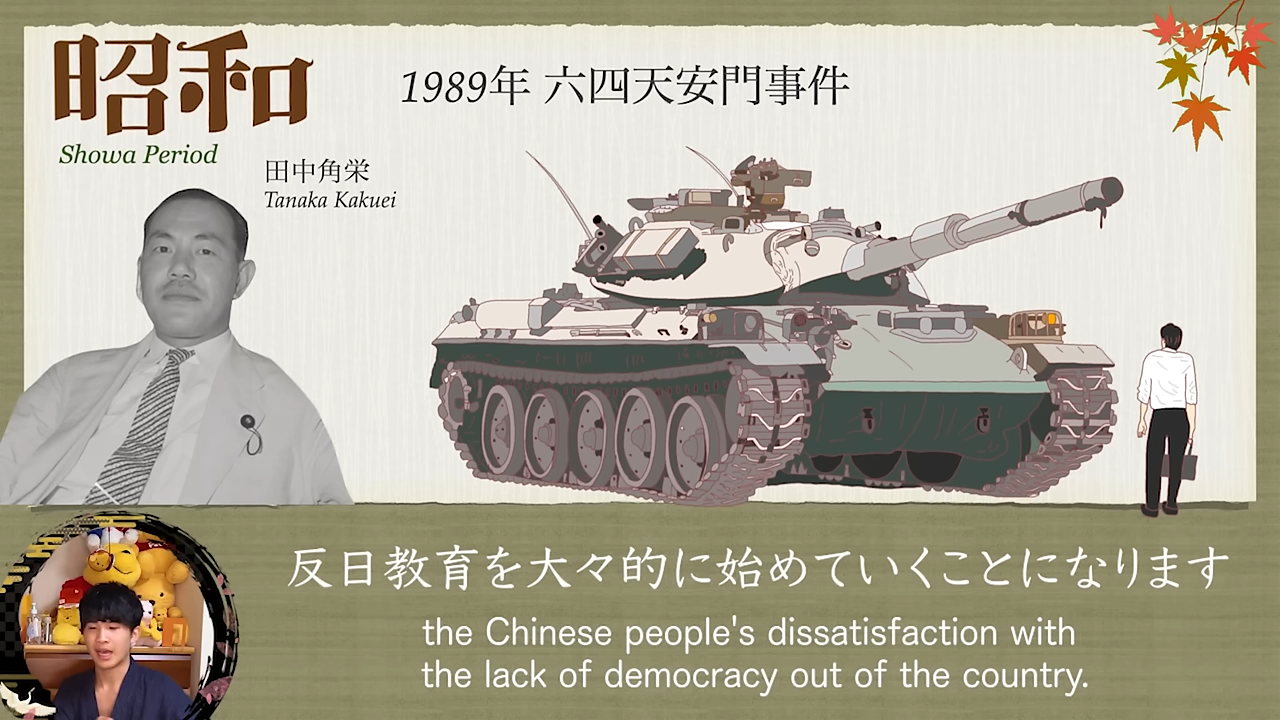 昭和
Showa Period
田中角栄
Tanaka Kakuei
1989年 六四天安門事件
反日教育を大々的に始めていくことになります
the Chinese people's dissatisfaction with
the lack of democracy out of the country.